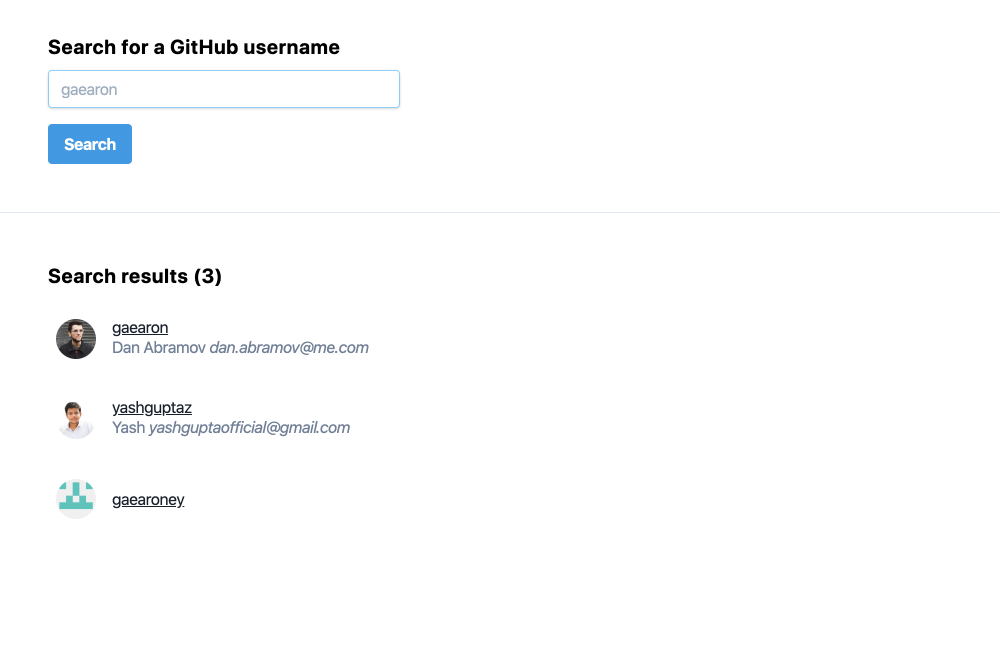 Search for a GitHub username
gaearon
Search
Search results (3)
gaearon
Dan Abramov dan.abramov@me.com
yashguptaz
Yash yashguptaofficial@gmail.com
gaearoney